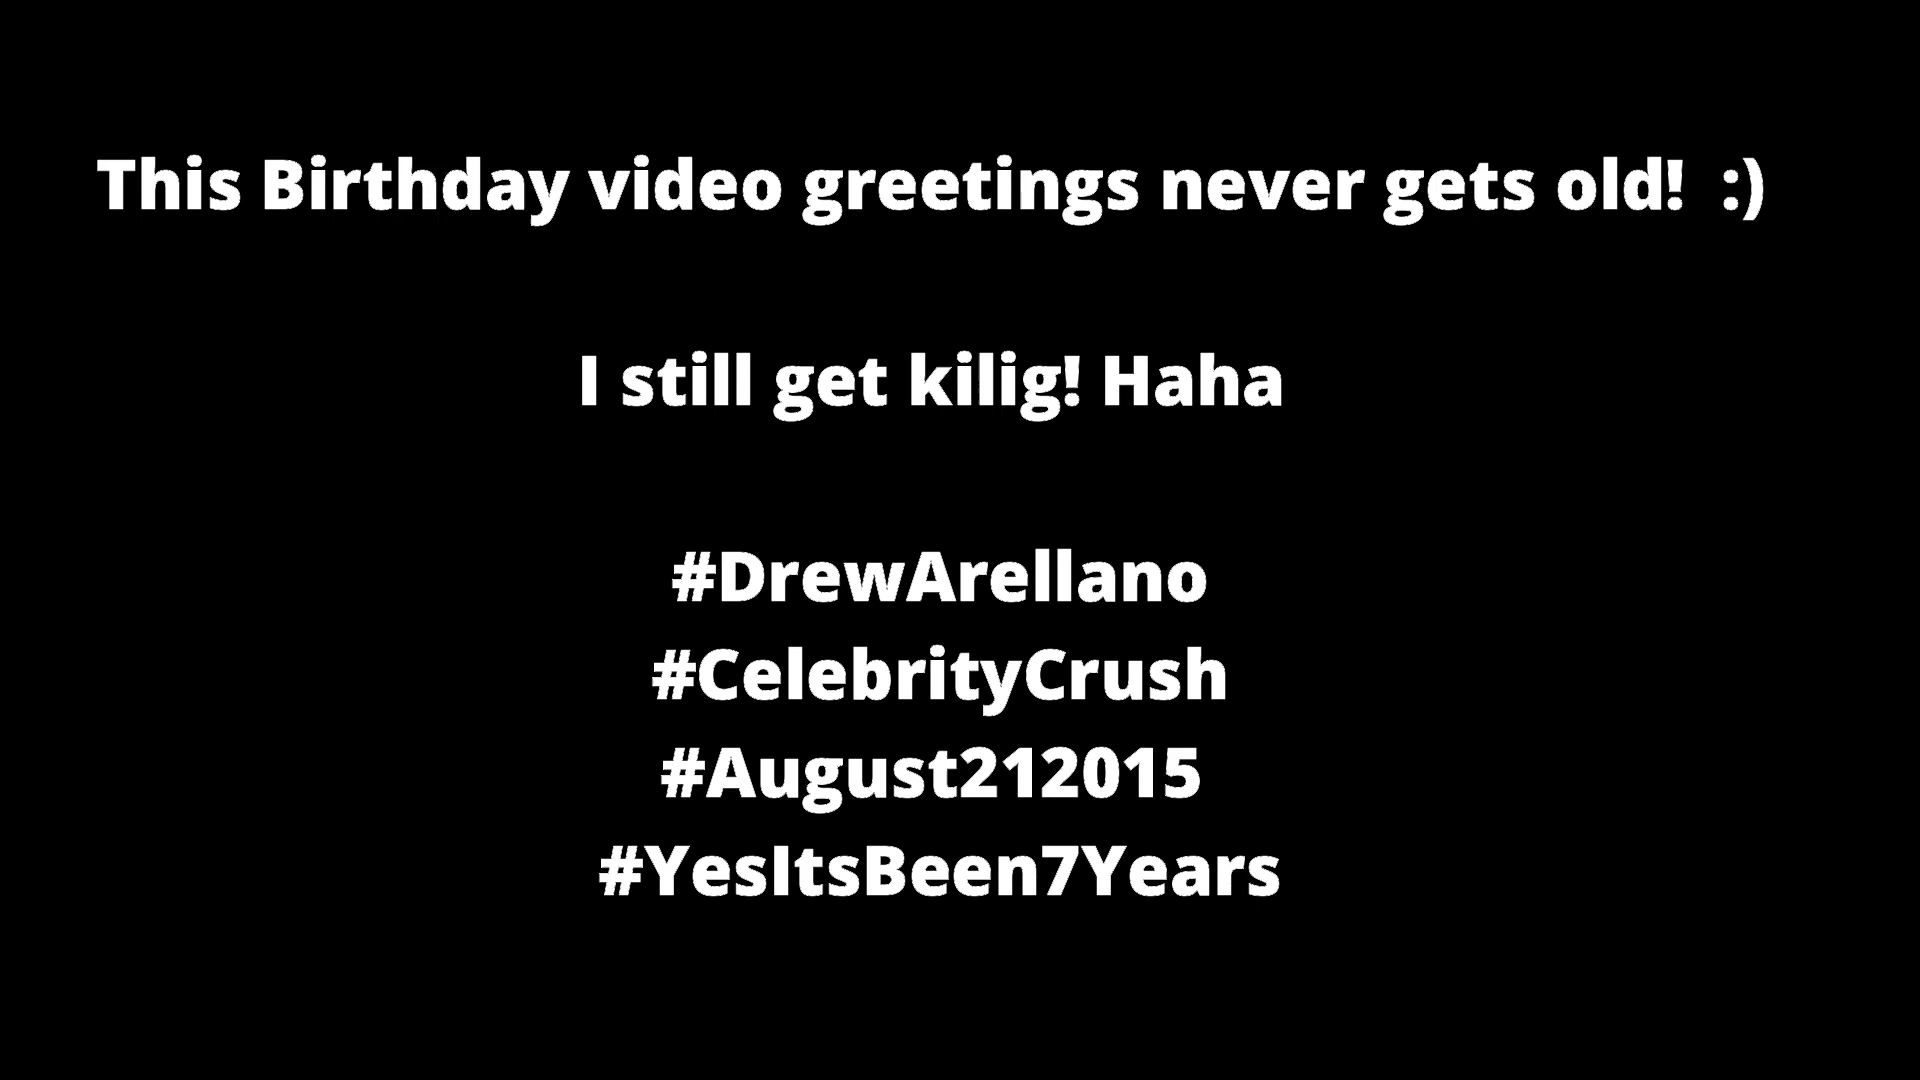 This Birthday video greetings never gets old!  :)
I still get kilig! Haha
#DrewArellano
#CelebrityCrush
#August212015
#YesItsBeen7Years